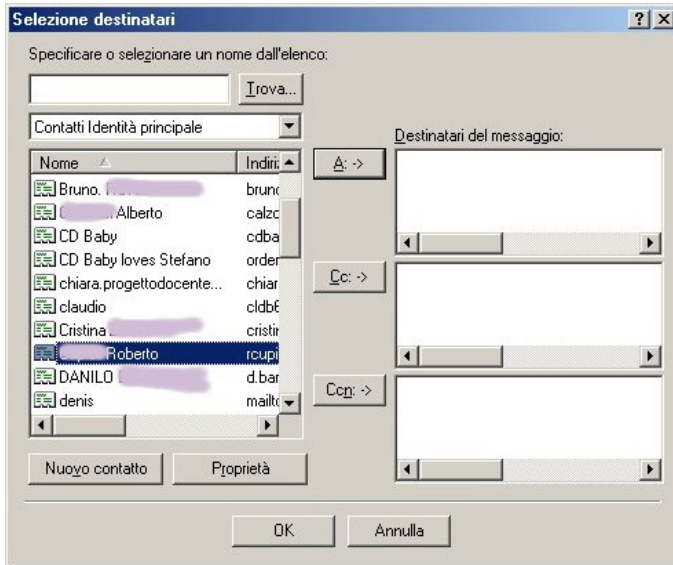 Selezione destinatari
Specificare o selezionare un nome dall'elenco:
Trova...
Contatti Identità principale
Destinatari del messaggio:
Nome Indiri:
A: ->
Bruno. brunc
Alberto calzc
CD Baby cdba
CD Baby loves Stefano order
chiara.progettodocente... chiar
Cc: ->
claudio cldb6
Cristina cristir
Roberto rcupi
DANILO d.bar
Ccn: ->
denis mailtc
Nuovo contatto Proprietà
OK Annulla